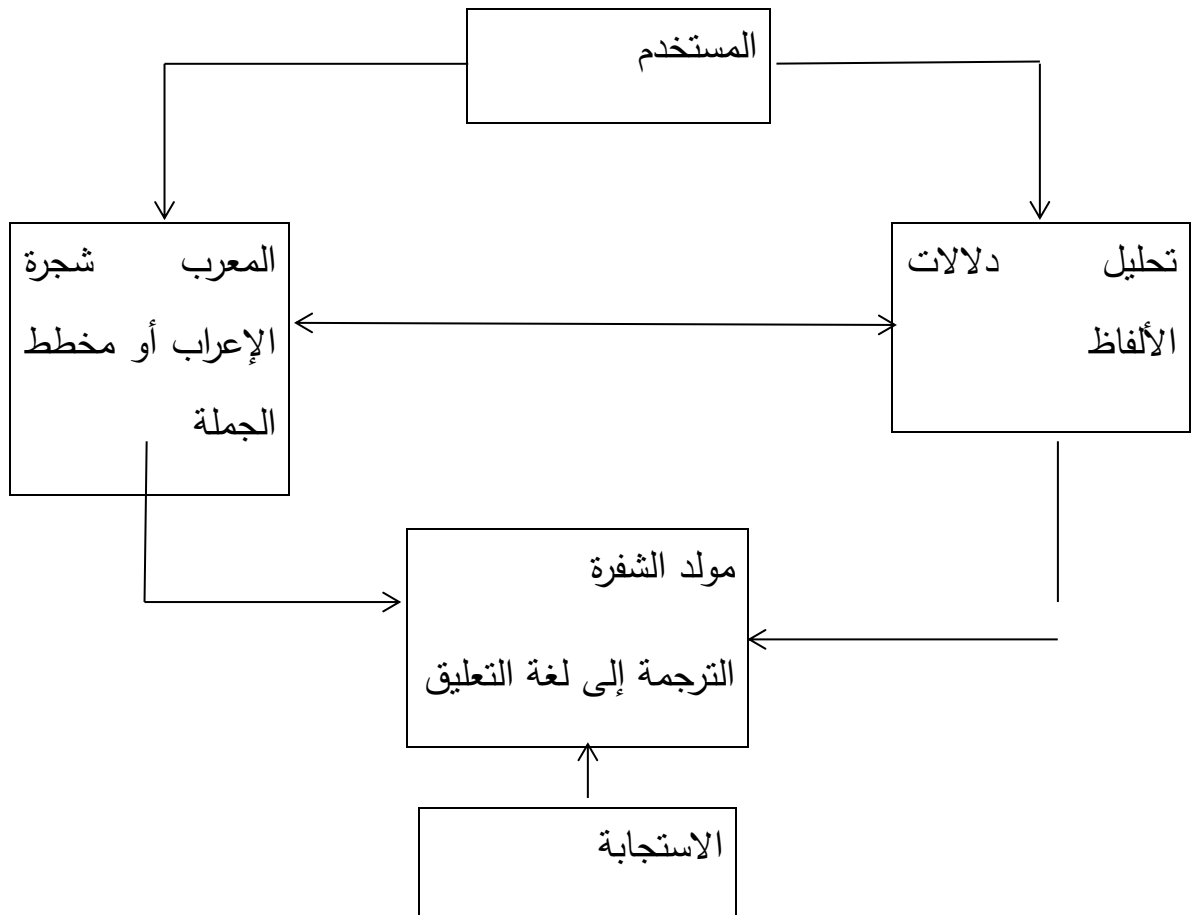 المستخدم
تحليل دلالات
الألفاظ
المعرب شجرة
الإعراب أو مخطط
الجملة
مولد الشفرة
الترجمة إلى لغة التعليق
الاستجابة